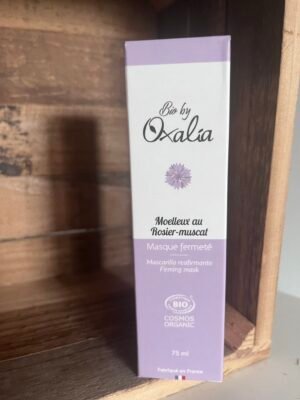 Bio by
Oxalia
Moelleux au
Rosier-muscat
Masque fermeté
Mascarilla reafirmante
Firming mask
BIO
COSMOS
ORGANIC
75 ml
Fabriqué en France